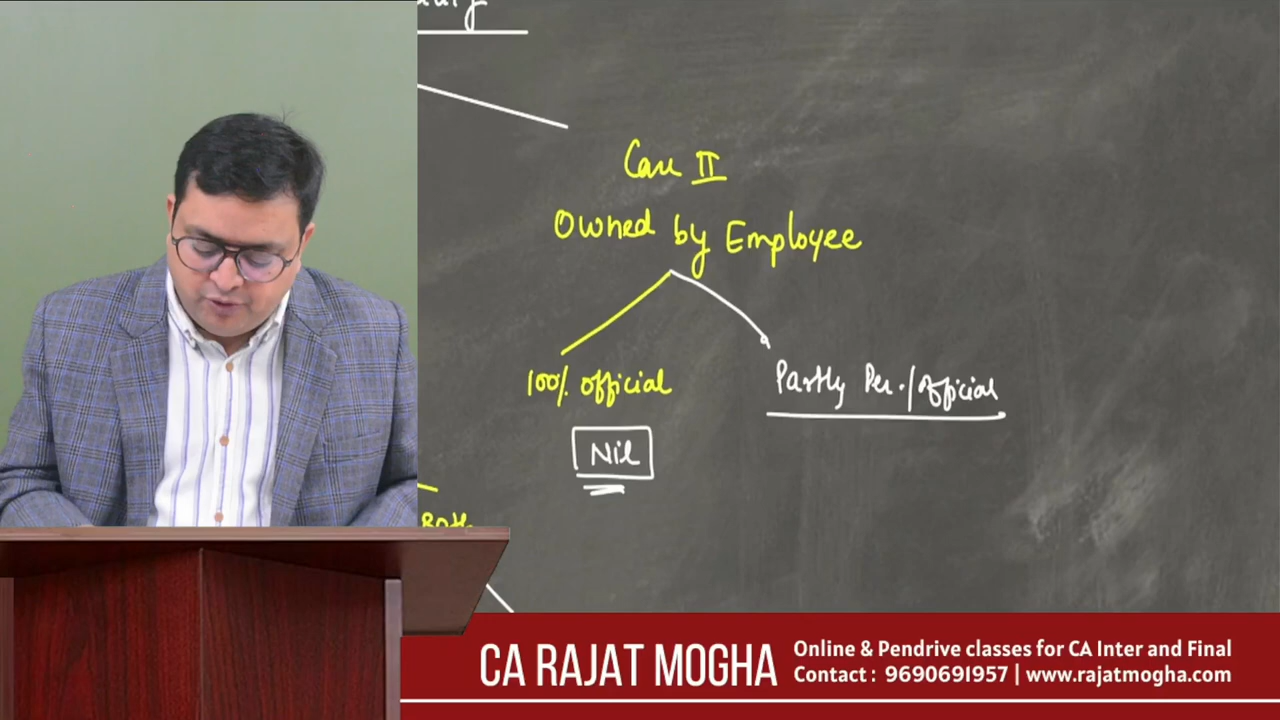 Case II
Owned by Employee
100% official
Partly Per./official
Nil
Both
CA RAJAT MOGHA
Online & Pendrive classes for CA Inter and Final
Contact : 9690691957 | www.rajatmogha.com